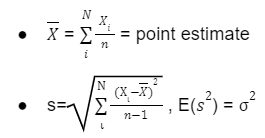 • X̅ = Σ_i^N X_i/n = point estimate
• s=√(Σ_i^N (X_i−X̅)²/(n−1)) , E(s²) = σ²